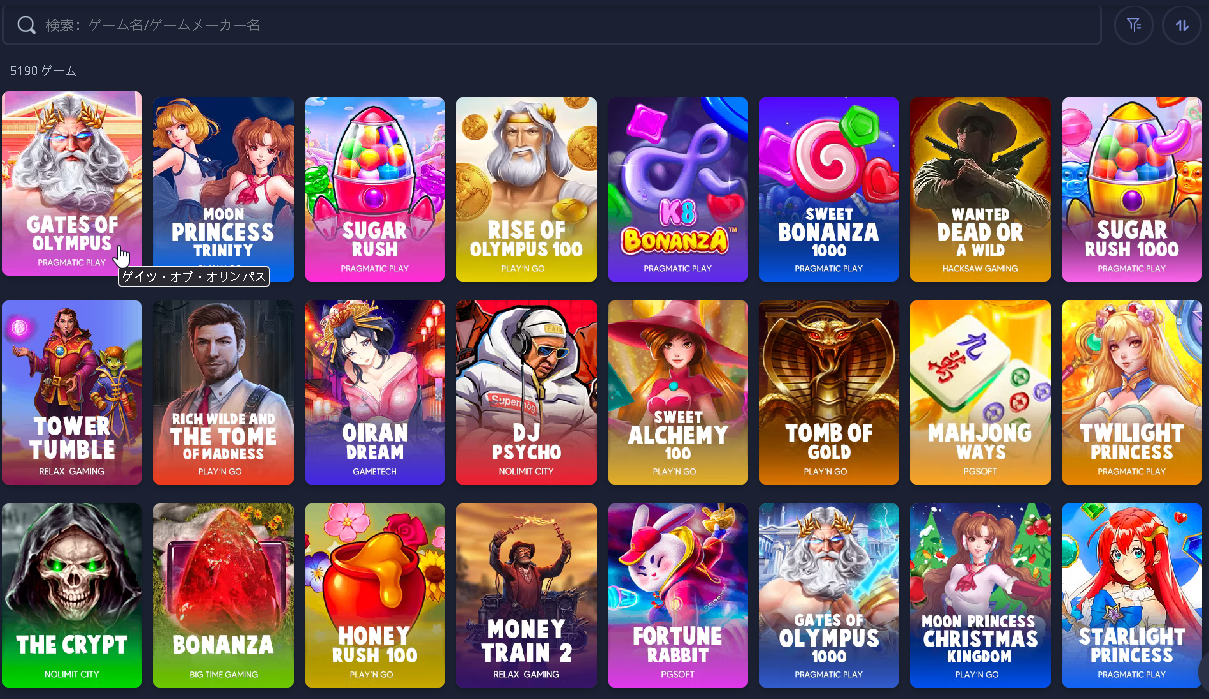 検索: ゲーム名/ゲームメーカー名
5190 ゲーム
GATES OF
OLYMPUS
PRAGMATIC PLAY
ゲイツ・オブ・オリンパス
MOON
PRINCESS
TRINITY
SUGAR
RUSH
PRAGMATIC PLAY
RISE OF
OLYMPUS 100
PLAY'N GO
K8
BONANZA™
PRAGMATIC PLAY
SWEET
BONANZA
1000
PRAGMATIC PLAY
WANTED
DEAD OR
A WILD
HACKSAW GAMING
SUGAR
RUSH 1000
PRAGMATIC PLAY
TOWER
TUMBLE
RELAX GAMING
RICH WILDE AND
THE TOME
OF MADNESS
PLAY'N GO
OIRAN
DREAM
GAMETECH
DJ
PSYCHO
NOLIMIT CITY
SWEET
ALCHEMY
100
PLAY'N GO
TOMB OF
GOLD
PLAY'N GO
九
萬
MAHJONG
WAYS
PGSOFT
TWILIGHT
PRINCESS
PRAGMATIC PLAY
THE CRYPT
NOLIMIT CITY
BONANZA
BIG TIME GAMING
HONEY
RUSH 100
PLAY'N GO
MONEY
TRAIN 2
RELAX GAMING
FORTUNE
RABBIT
PGSOFT
GATES OF
OLYMPUS
1000
PRAGMATIC PLAY
MOON PRINCESS
CHRISTMAS
KINGDOM
PLAY'N GO
STARLIGHT
PRINCESS
PRAGMATIC PLAY